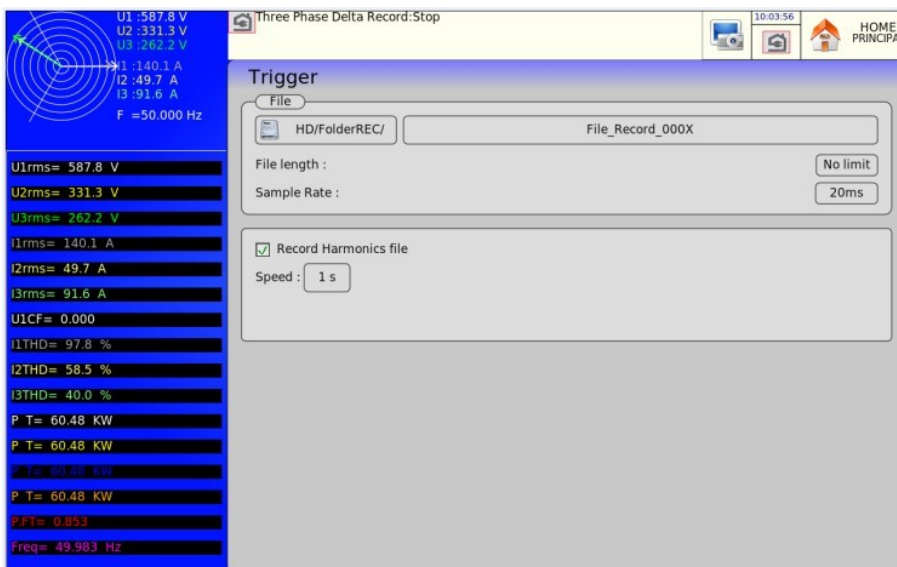 U1 :587.8 V
U2 :331.3 V
U3 :262.2 V
I1 :140.1 A
I2 :49.7 A
I3 :91.6 A
F =50.000 Hz
Three Phase Delta Record:Stop
10:03:56
HOME
PRINCIPA
U1rms= 587.8 V
U2rms= 331.3 V
U3rms= 262.2 V
I1rms= 140.1 A
I2rms= 49.7 A
I3rms= 91.6 A
U1CF= 0.000
I1THD= 97.8 %
I2THD= 58.5 %
I3THD= 40.0 %
P T= 60.48 KW
P T= 60.48 KW
P T= 60.48 KW
P T= 60.48 KW
P.FT= 0.853
Freq= 49.983 Hz
Trigger
File
HD/FolderREC/ File_Record_000X
File length : No limit
Sample Rate : 20ms
Record Harmonics file
Speed : 1 s